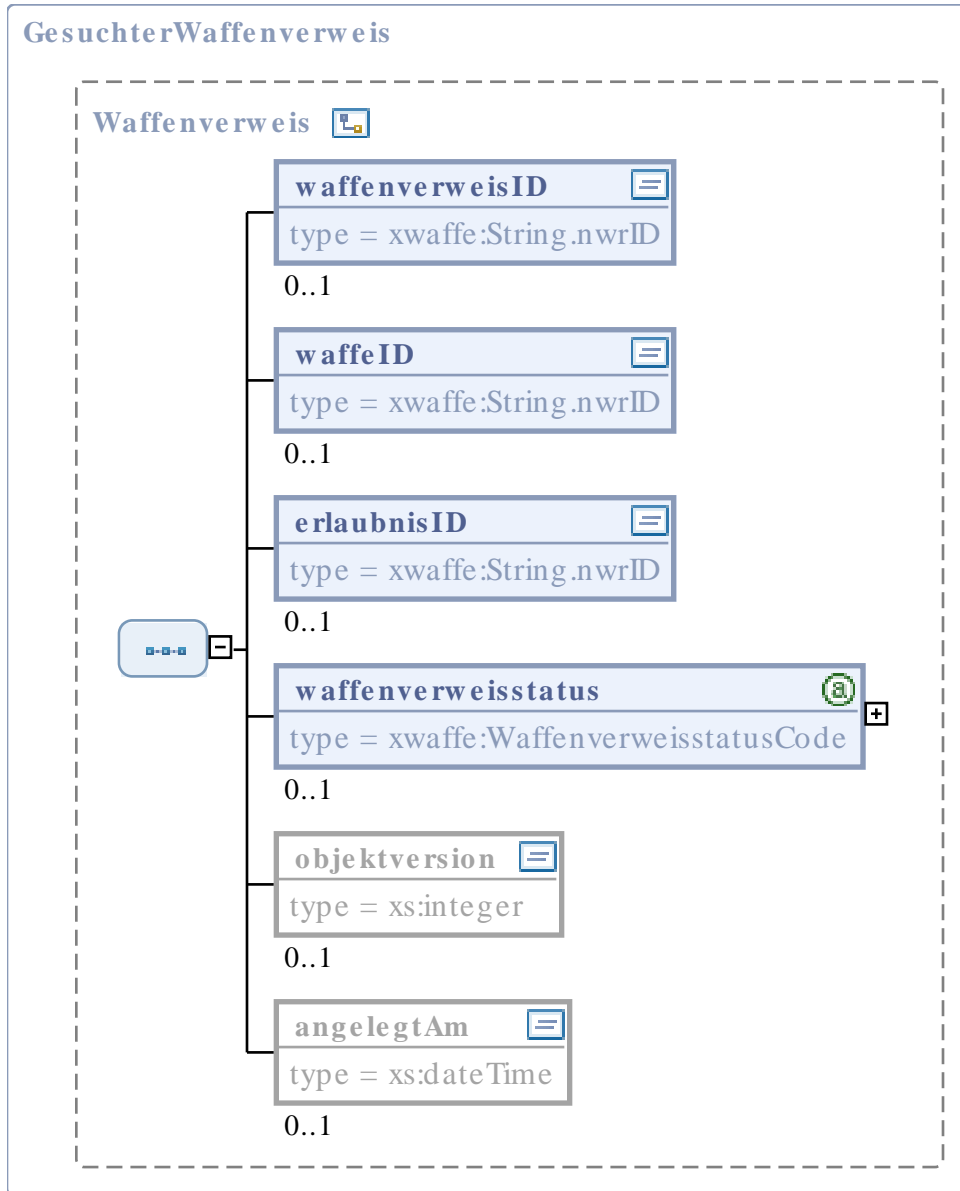 GesuchterWaffenverweis
Waffenverweis
waffenverweisID
type = xwaffe:String.nwrID
0..1
waffeID
type = xwaffe:String.nwrID
0..1
erlaubnisID
type = xwaffe:String.nwrID
0..1
waffenverweisstatus
a
type = xwaffe:WaffenverweisstatusCode
0..1
objektversion
type = xs:integer
0..1
angelegtAm
type = xs:dateTime
0..1